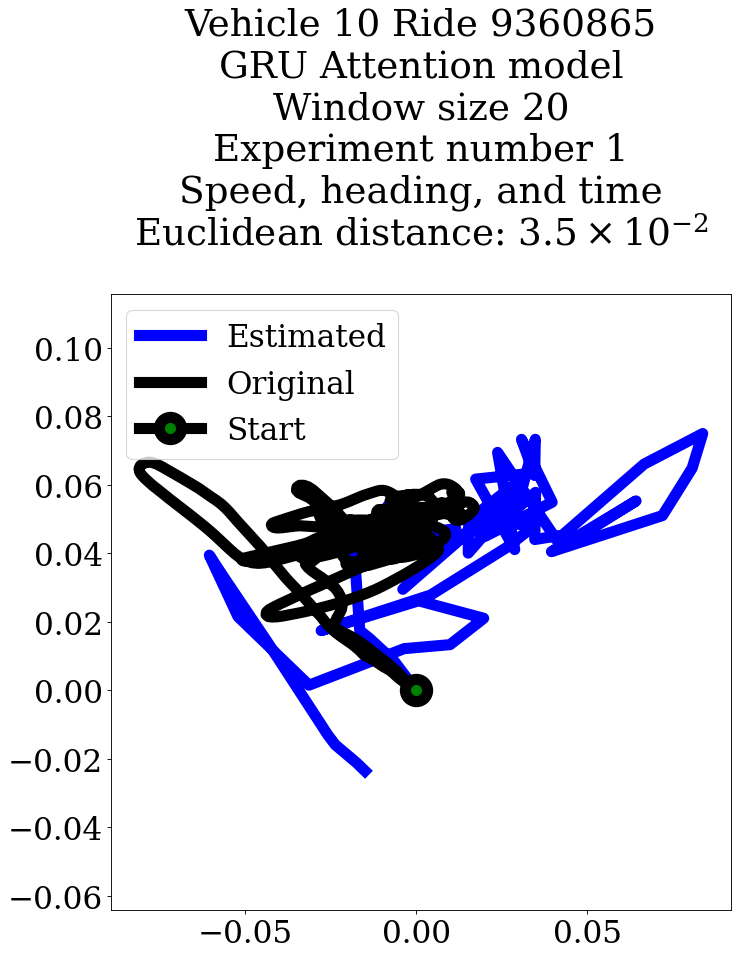 Vehicle 10 Ride 9360865
GRU Attention model
Window size 20
Experiment number 1
Speed, heading, and time
Euclidean distance: 3.5 × 10⁻²
Estimated
Original
Start
0.10
0.08
0.06
0.04
0.02
0.00
−0.02
−0.04
−0.06
−0.05 0.00 0.05